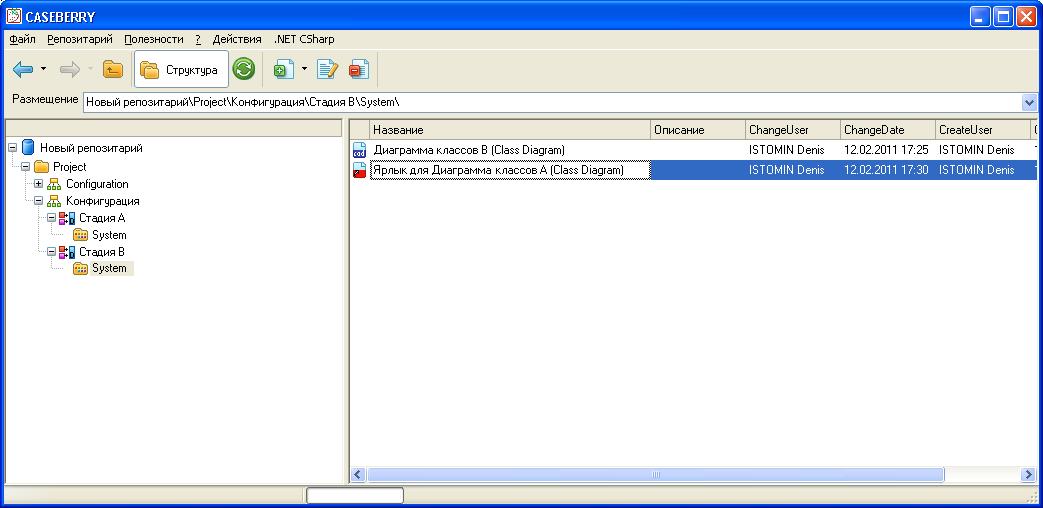 CASEBERRY
Файл Репозитарий Полезности ? Действия .NET CSharp
Структура
Размещение Новый репозитарий\Project\Конфигурация\Стадия B\System\
Название Описание ChangeUser ChangeDate CreateUser
Новый репозитарий
Project
Configuration
Конфигурация
Стадия A
System
Стадия B
System
cad Диаграмма классов B (Class Diagram) ISTOMIN Denis 12.02.2011 17:25 ISTOMIN Denis
Ярлык для Диаграмма классов A (Class Diagram) ISTOMIN Denis 12.02.2011 17:30 ISTOMIN Denis